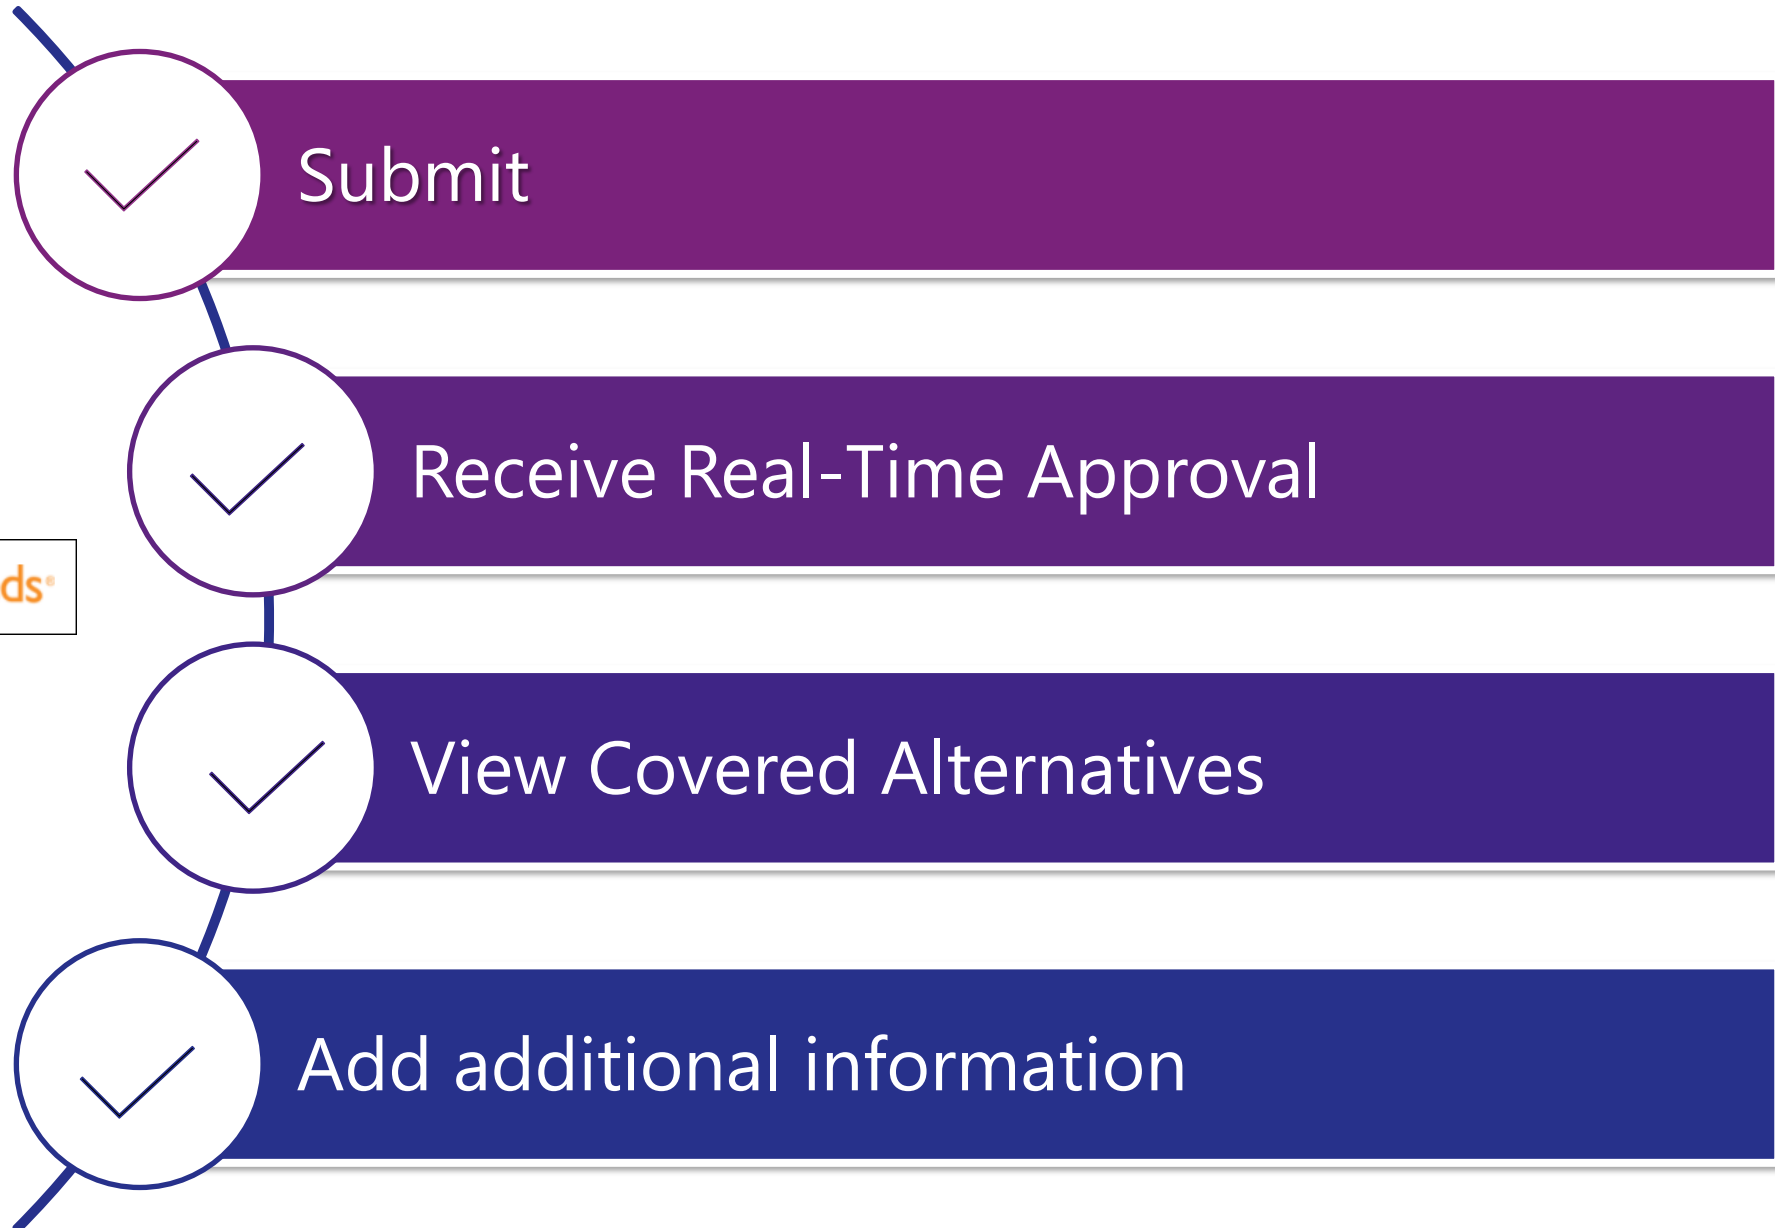 Submit
Receive Real-Time Approval
ds®
View Covered Alternatives
Add additional information